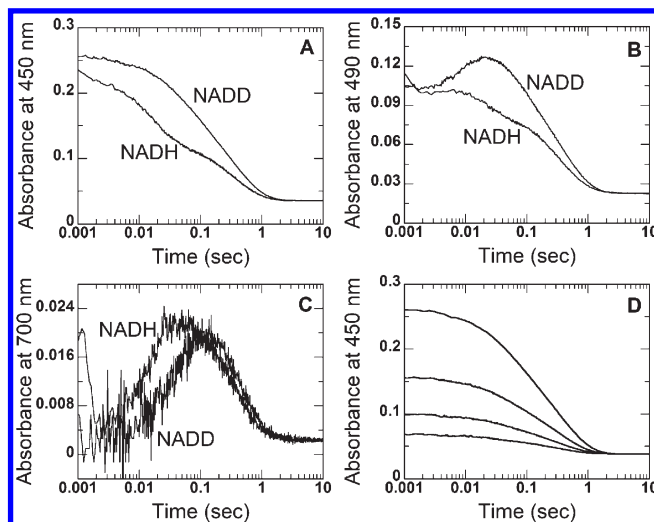 0.3
A
NADD
0.2
NADH
0.1
0
0.001 0.01 0.1 1 10
Time (sec)
Absorbance at 450 nm
0.15
B
0.12
NADD
0.09
NADH
0.06
0.03
0.001 0.01 0.1 1 10
Time (sec)
Absorbance at 490 nm
C
0.024
NADH
0.016
0.008
NADD
0
0.001 0.01 0.1 1 10
Time (sec)
Absorbance at 700 nm
0.3
D
0.2
0.1
0
0.001 0.01 0.1 1 10
Time (sec)
Absorbance at 450 nm